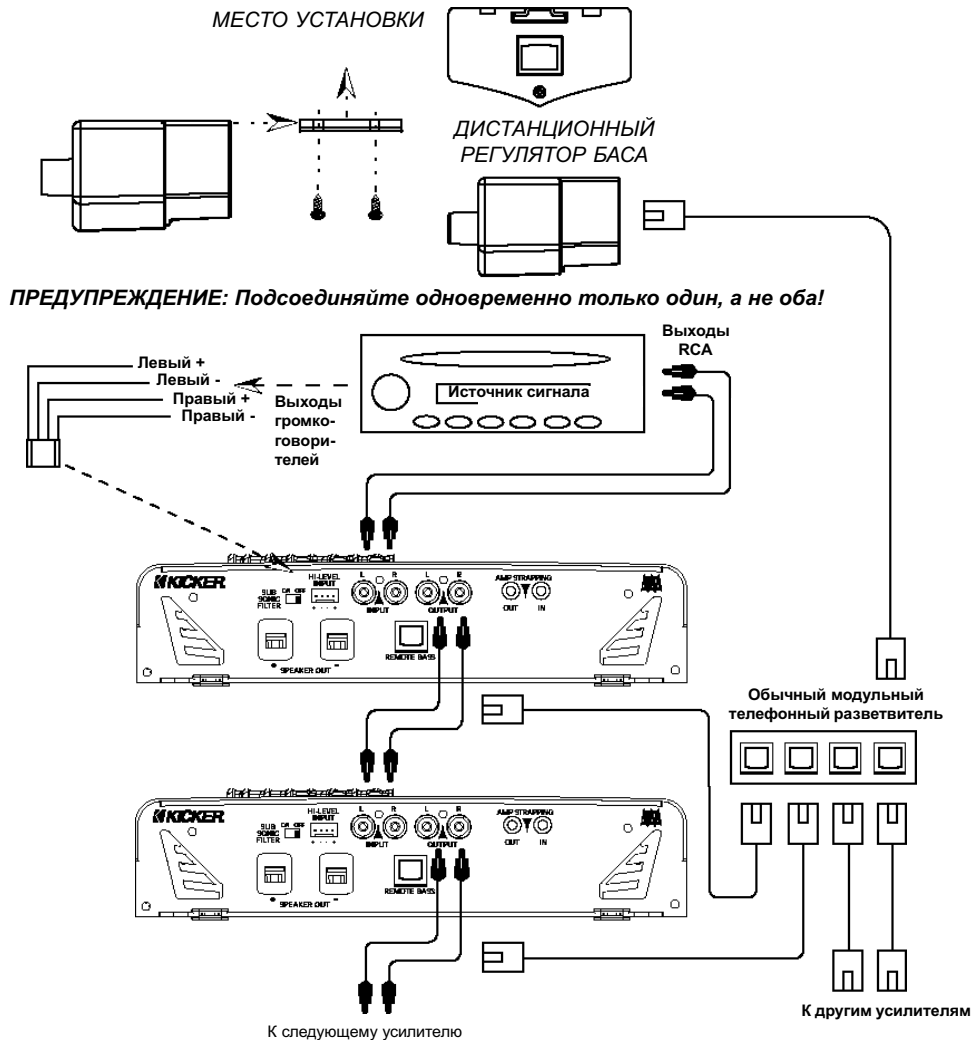 МЕСТО УСТАНОВКИ
ДИСТАНЦИОННЫЙ
РЕГУЛЯТОР БАСА
ПРЕДУПРЕЖДЕНИЕ: Подсоединяйте одновременно только один, а не оба!
Выходы
RCA
Левый +
Левый -
Правый +
Правый -
Выходы
громко-
говори-
телей
Источник сигнала
KICKER
SUB
SONIC
FILTER
ON OFF
HI-LEVEL
INPUT
+ - - +
L R L R
INPUT OUTPUT
AMP STRAPPING
OUT IN
REMOTE BASS
+ SPEAKER OUT -
Обычный модульный
телефонный разветвитель
KICKER
SUB
SONIC
FILTER
ON OFF
HI-LEVEL
INPUT
+ - - +
L R L R
INPUT OUTPUT
AMP STRAPPING
OUT IN
REMOTE BASS
+ SPEAKER OUT -
К другим усилителям
К следующему усилителю